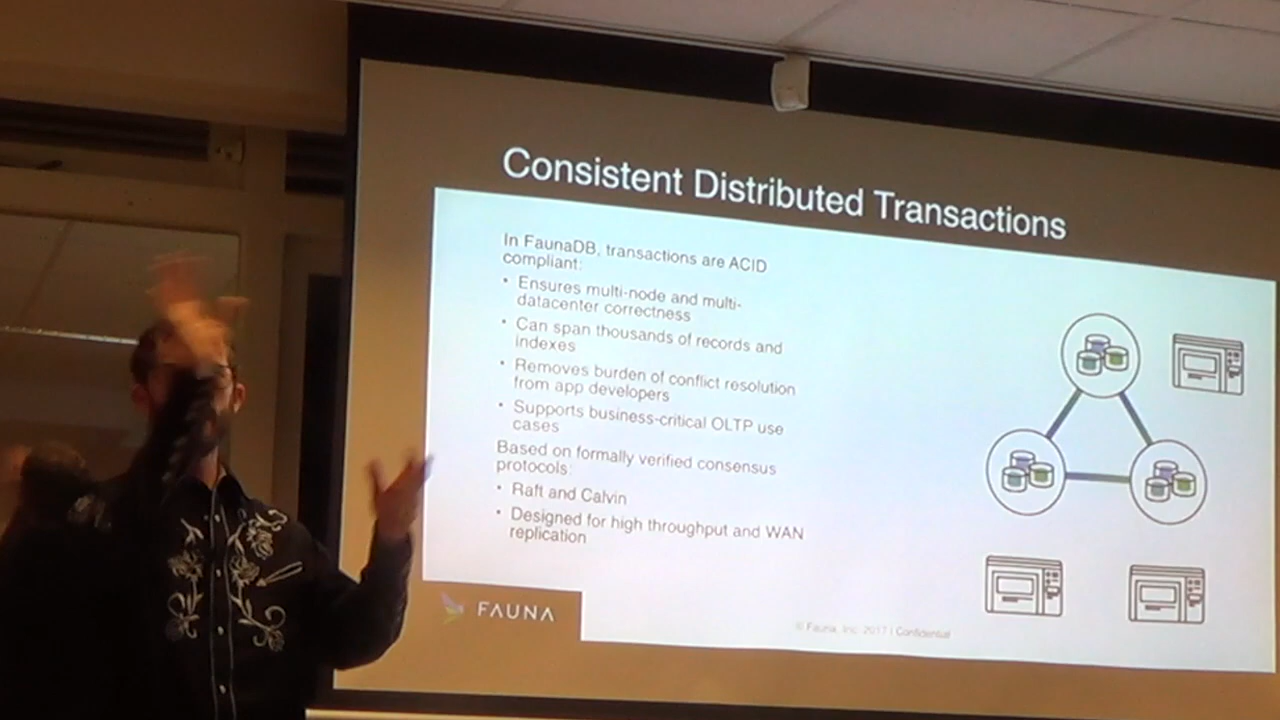 Consistent Distributed Transactions
In FaunaDB, transactions are ACID
compliant:
• Ensures multi-node and multi-
datacenter correctness
• Can span thousands of records and
indexes
• Removes burden of conflict resolution
from app developers
• Supports business-critical OLTP use
cases
Based on formally verified consensus
protocols:
• Raft and Calvin
• Designed for high throughput and WAN
replication
FAUNA
© Fauna, Inc. 2017 | Confidential